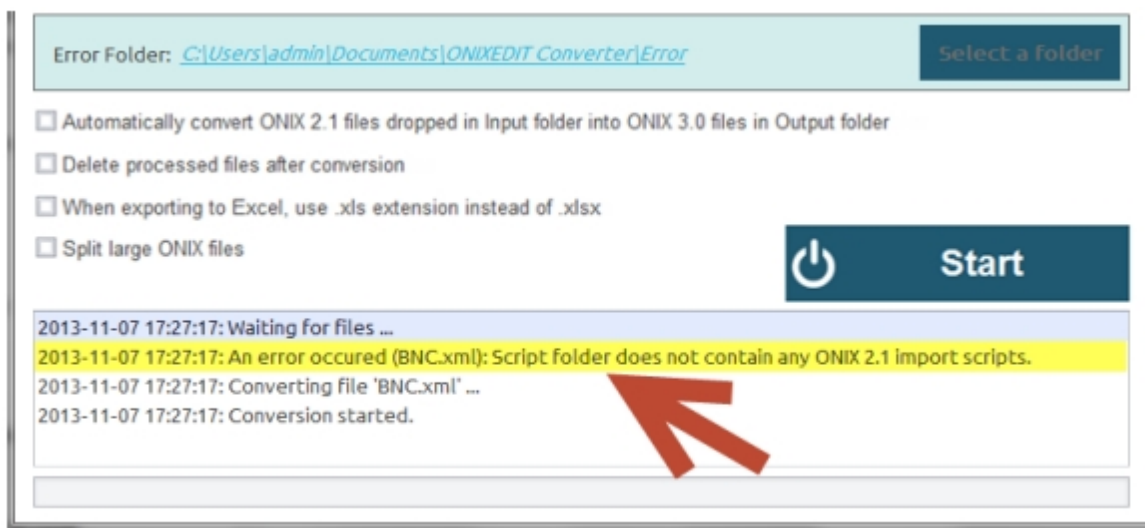 Error Folder: C:\Users\admin\Documents\ONIXEDIT Converter\Error
Select a folder
Automatically convert ONIX 2.1 files dropped in Input folder into ONIX 3.0 files in Output folder
Delete processed files after conversion
When exporting to Excel, use .xls extension instead of .xlsx
Split large ONIX files
Start
2013-11-07 17:27:17: Waiting for files ...
2013-11-07 17:27:17: An error occured (BNC.xml): Script folder does not contain any ONIX 2.1 import scripts.
2013-11-07 17:27:17: Converting file 'BNC.xml' ...
2013-11-07 17:27:17: Conversion started.